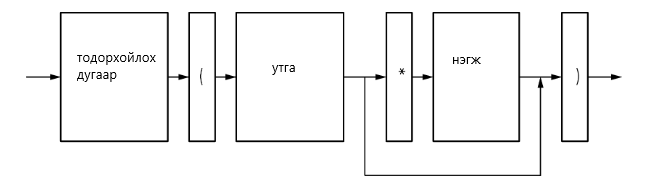 тодорхойлох
дугаар
(
утга
*
нэгж
)